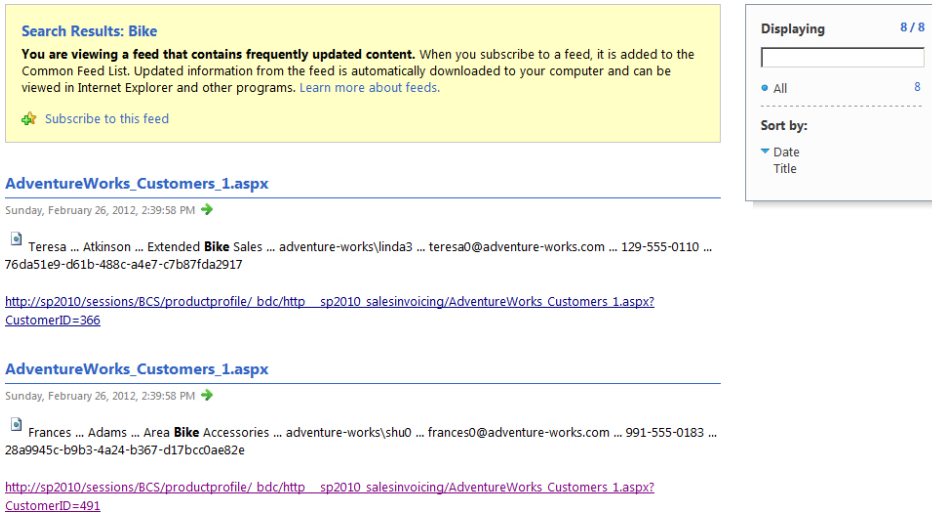 Search Results: Bike
You are viewing a feed that contains frequently updated content. When you subscribe to a feed, it is added to the
Common Feed List. Updated information from the feed is automatically downloaded to your computer and can be
viewed in Internet Explorer and other programs. Learn more about feeds.
Subscribe to this feed
AdventureWorks_Customers_1.aspx
Sunday, February 26, 2012, 2:39:58 PM
Teresa ... Atkinson ... Extended Bike Sales ... adventure-works\linda3 ... teresa0@adventure-works.com ... 129-555-0110 ...
76da51e9-d61b-488c-a4e7-c7b87fda2917
http://sp2010/sessions/BCS/productprofile/_bdc/http___sp2010_salesinvoicing/AdventureWorks_Customers_1.aspx?
CustomerID=366
AdventureWorks_Customers_1.aspx
Sunday, February 26, 2012, 2:39:58 PM
Frances ... Adams ... Area Bike Accessories ... adventure-works\shu0 ... frances0@adventure-works.com ... 991-555-0183 ...
28a9945c-b9b3-4a24-b367-d17bcc0ae82e
http://sp2010/sessions/BCS/productprofile/_bdc/http___sp2010_salesinvoicing/AdventureWorks_Customers_1.aspx?
CustomerID=491
Displaying 8 / 8
All 8
Sort by:
Date
Title